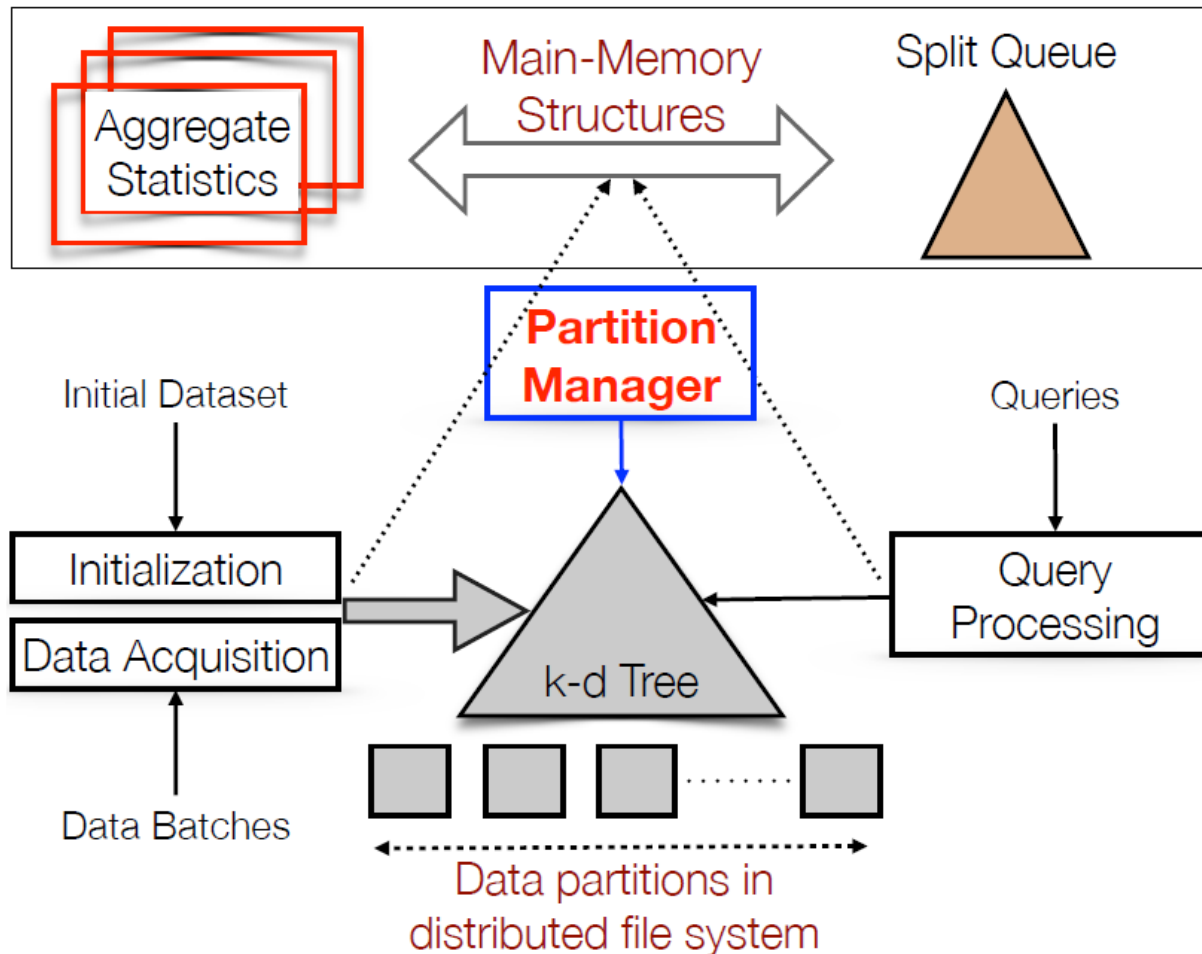 Main-Memory
Structures
Split Queue
Aggregate
Statistics
Partition
Manager
Initial Dataset
Queries
Initialization
Data Acquisition
Query
Processing
k-d Tree
Data Batches
Data partitions in
distributed file system